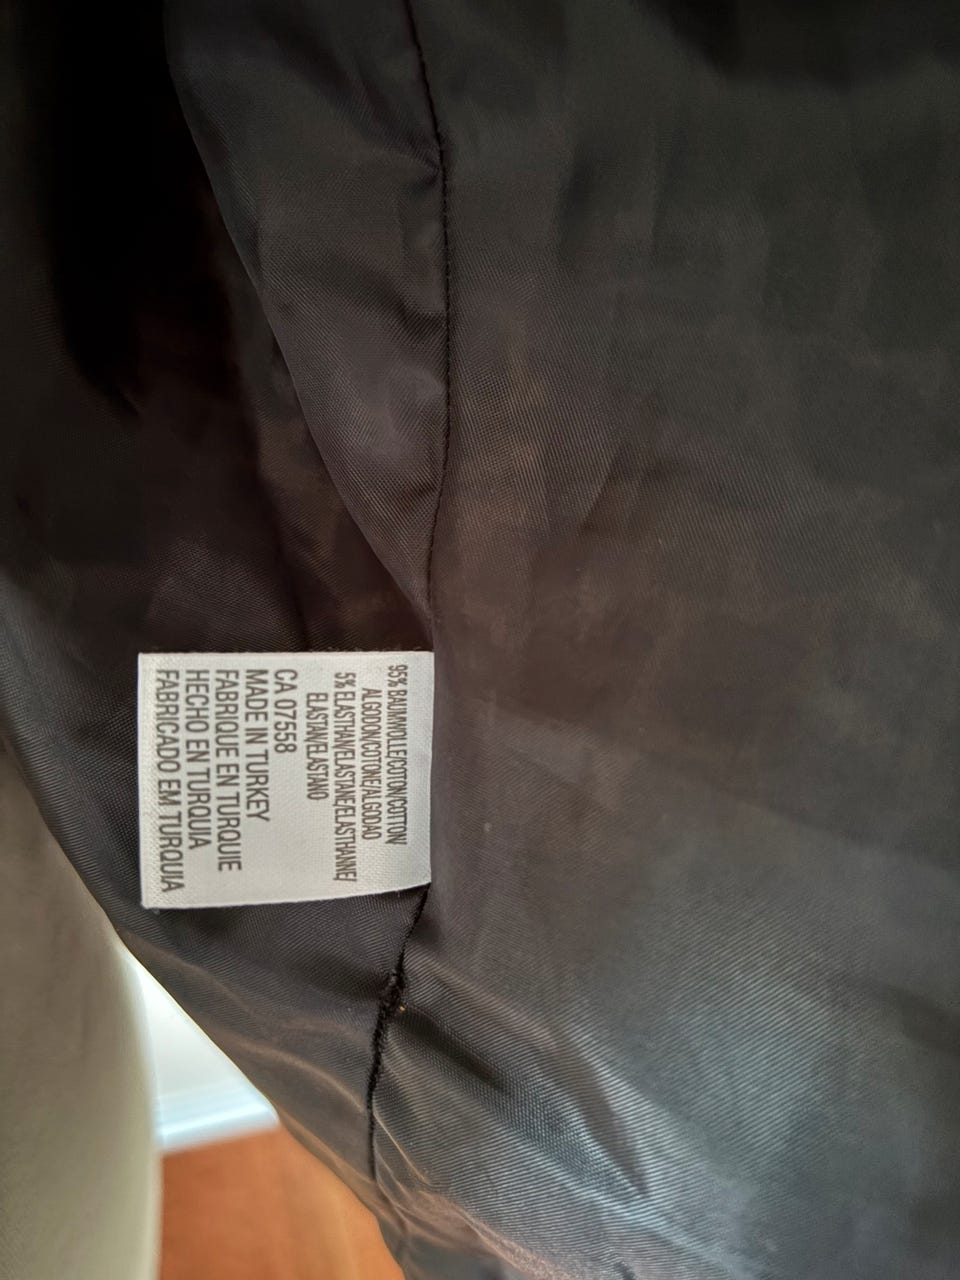 95% BAUMWOLLE/COTTON/COTTON
ALGODON/COTONE/ALGODAO
5% ELASTHAN/ELASTANE/ELASTHANNE/
ELASTAN/ELASTANO
CA 07558
MADE IN TURKEY
FABRIQUE EN TURQUIE
HECHO EN TURQUIA
FABRICADO EM TURQUIA